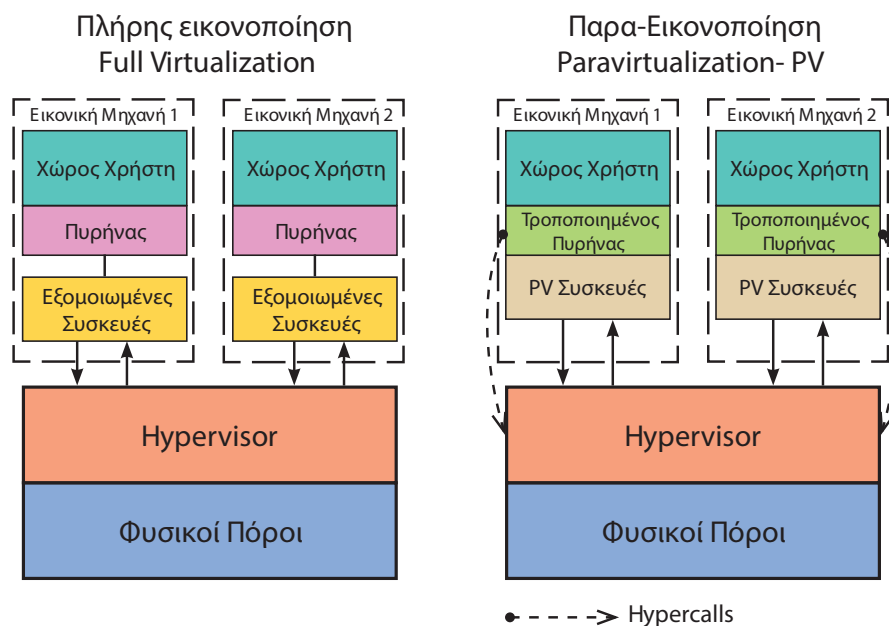 Πλήρης εικονοποίηση
Full Virtualization
Εικονική Μηχανή 1
Χώρος Χρήστη
Πυρήνας
Εξομοιωμένες
Συσκευές
Εικονική Μηχανή 2
Χώρος Χρήστη
Πυρήνας
Εξομοιωμένες
Συσκευές
Hypervisor
Φυσικοί Πόροι
Παρα-Εικονοποίηση
Paravirtualization- PV
Εικονική Μηχανή 1
Χώρος Χρήστη
Τροποποιημένος
Πυρήνας
PV Συσκευές
Εικονική Μηχανή 2
Χώρος Χρήστη
Τροποποιημένος
Πυρήνας
PV Συσκευές
Hypervisor
Φυσικοί Πόροι
Hypercalls